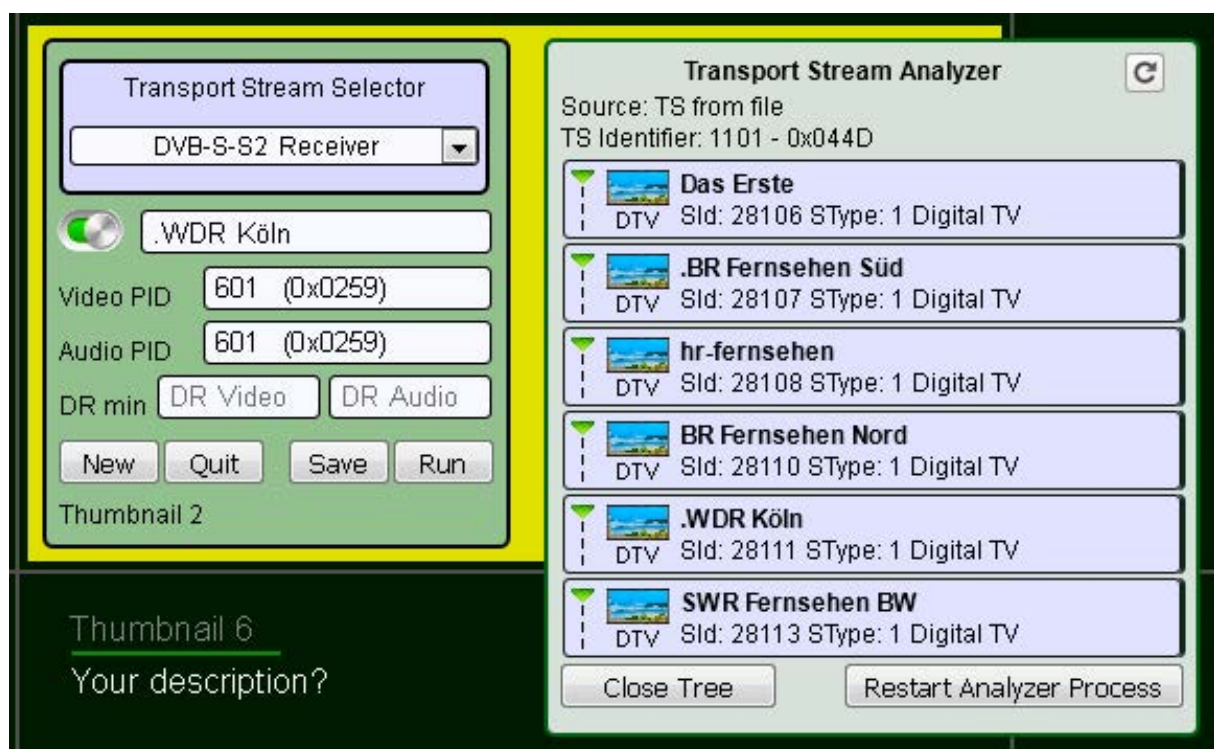 Transport Stream Selector
DVB-S-S2 Receiver
.WDR Köln
Video PID 601 (0x0259)
Audio PID 601 (0x0259)
DR min DR Video DR Audio
New Quit Save Run
Thumbnail 2
Thumbnail 6
Your description?
Transport Stream Analyzer
Source: TS from file
TS Identifier: 1101 - 0x044D
Das Erste
DTV SId: 28106 SType: 1 Digital TV
.BR Fernsehen Süd
DTV SId: 28107 SType: 1 Digital TV
hr-fernsehen
DTV SId: 28108 SType: 1 Digital TV
BR Fernsehen Nord
DTV SId: 28110 SType: 1 Digital TV
.WDR Köln
DTV SId: 28111 SType: 1 Digital TV
SWR Fernsehen BW
DTV SId: 28113 SType: 1 Digital TV
Close Tree Restart Analyzer Process